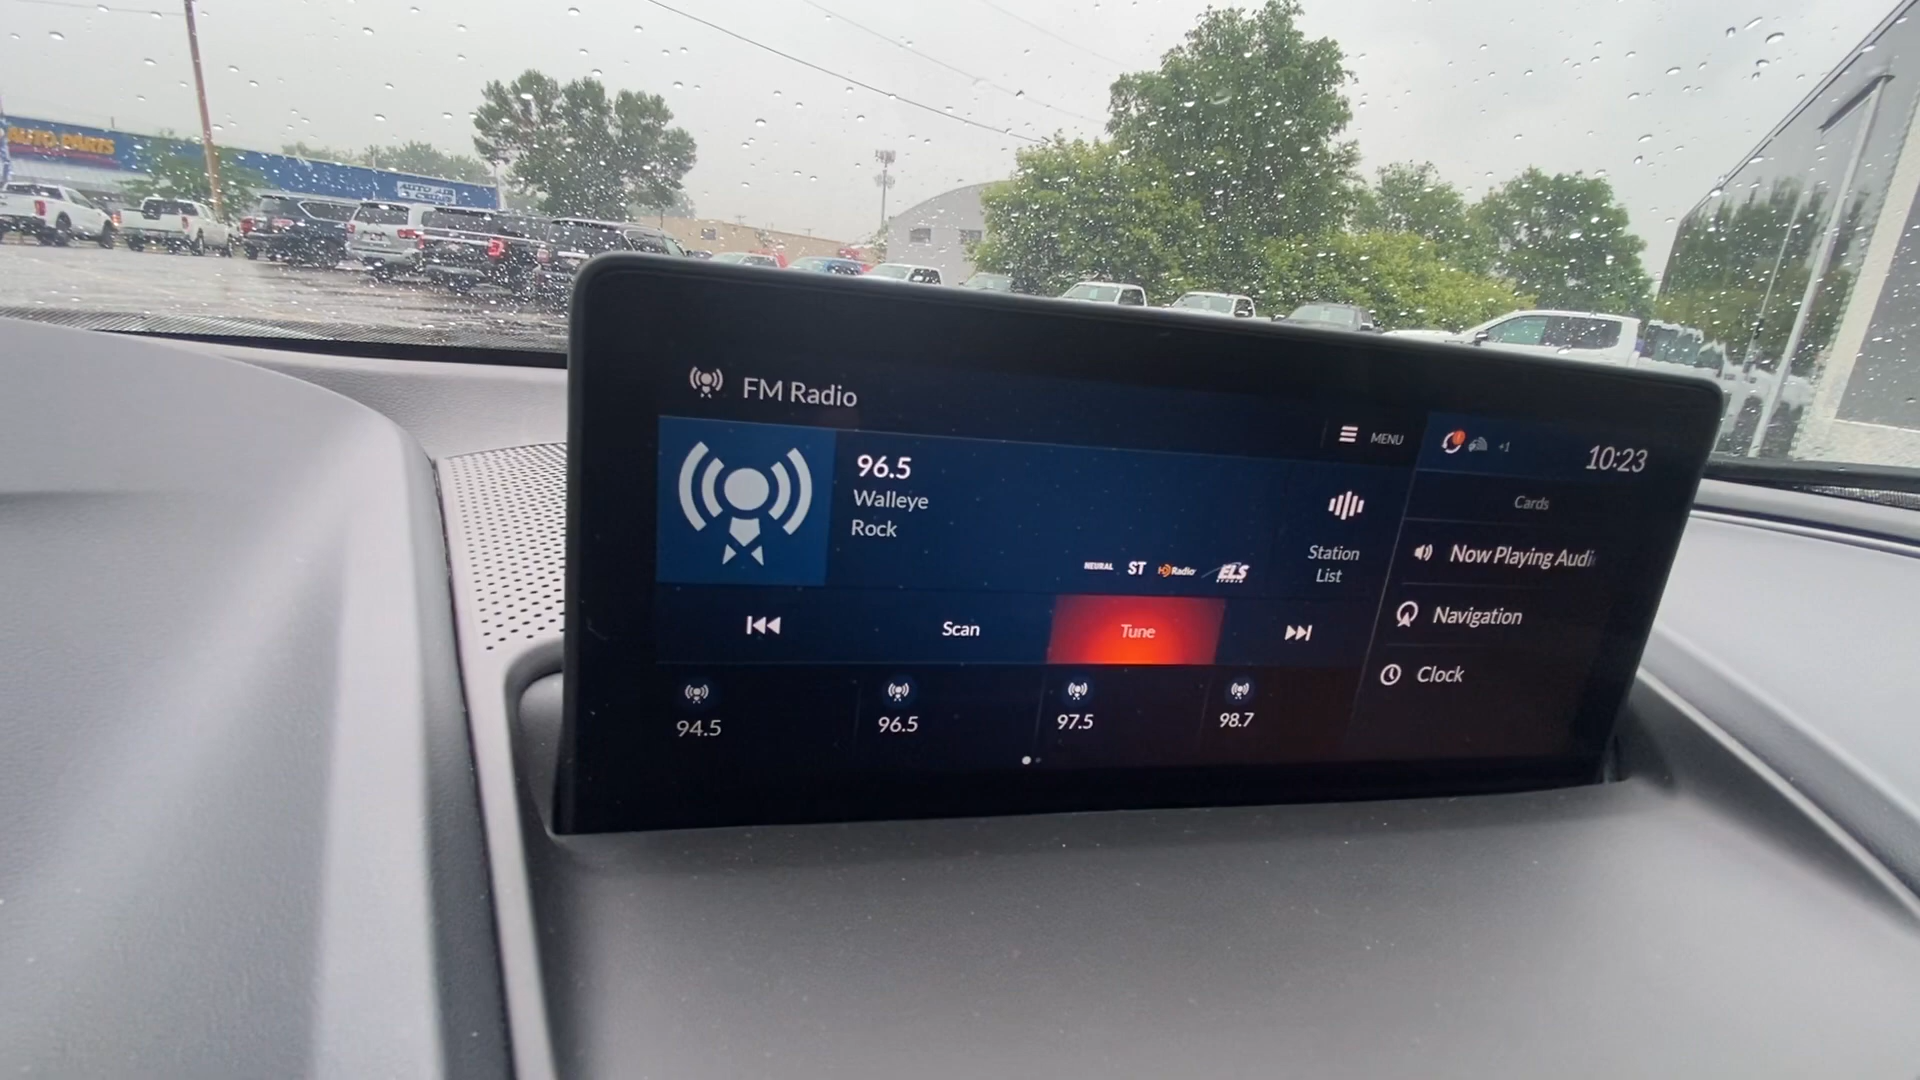 AUTO PARTS
FM Radio
MENU
+1
10:23
96.5
Walleye
Rock
Station
List
NEURAL ST HD Radio ELS
STUDIO
Cards
Now Playing Audi
Navigation
Clock
Scan
Tune
94.5
96.5
97.5
98.7